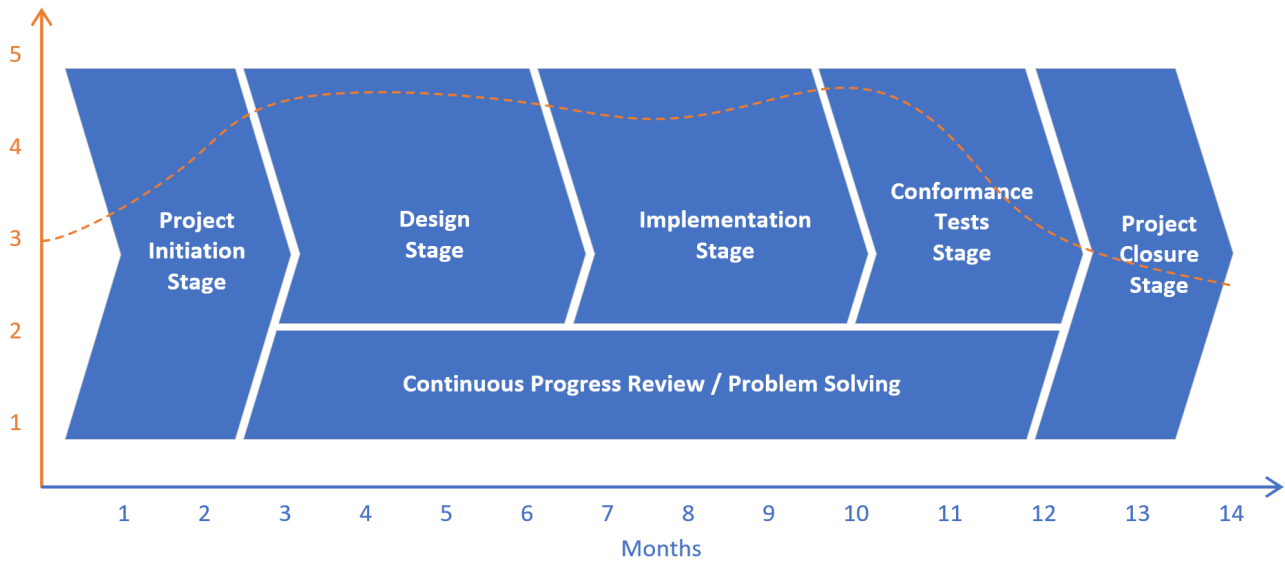 5
4
3
2
1
Project
Initiation
Stage
Design
Stage
Implementation
Stage
Conformance
Tests
Stage
Project
Closure
Stage
Continuous Progress Review / Problem Solving
1 2 3 4 5 6 7 8 9 10 11 12 13 14
Months